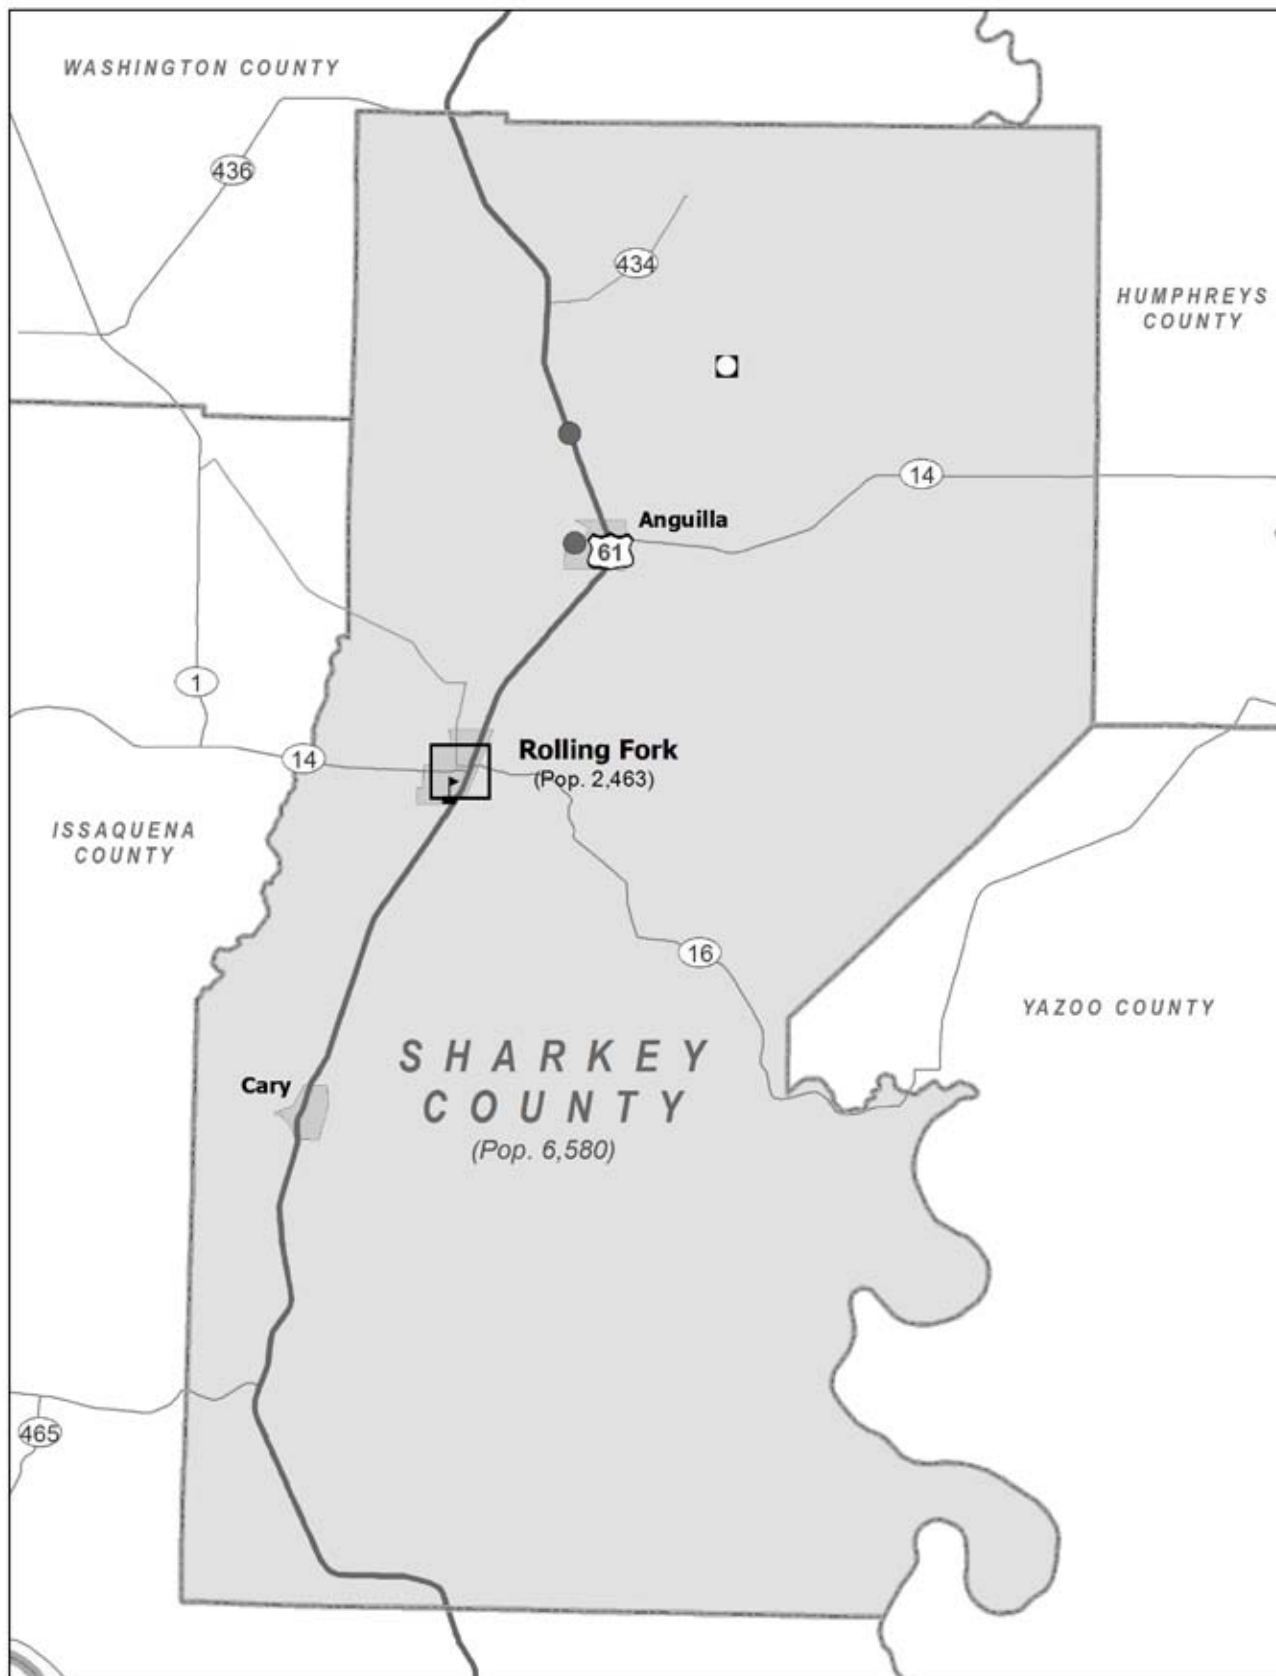 WASHINGTON COUNTY
436
434
HUMPHREYS
COUNTY
14
Anguilla
61
1
14
Rolling Fork
(Pop. 2,463)
ISSAQUENA
COUNTY
16
YAZOO COUNTY
SHARKEY
COUNTY
(Pop. 6,580)
Cary
465